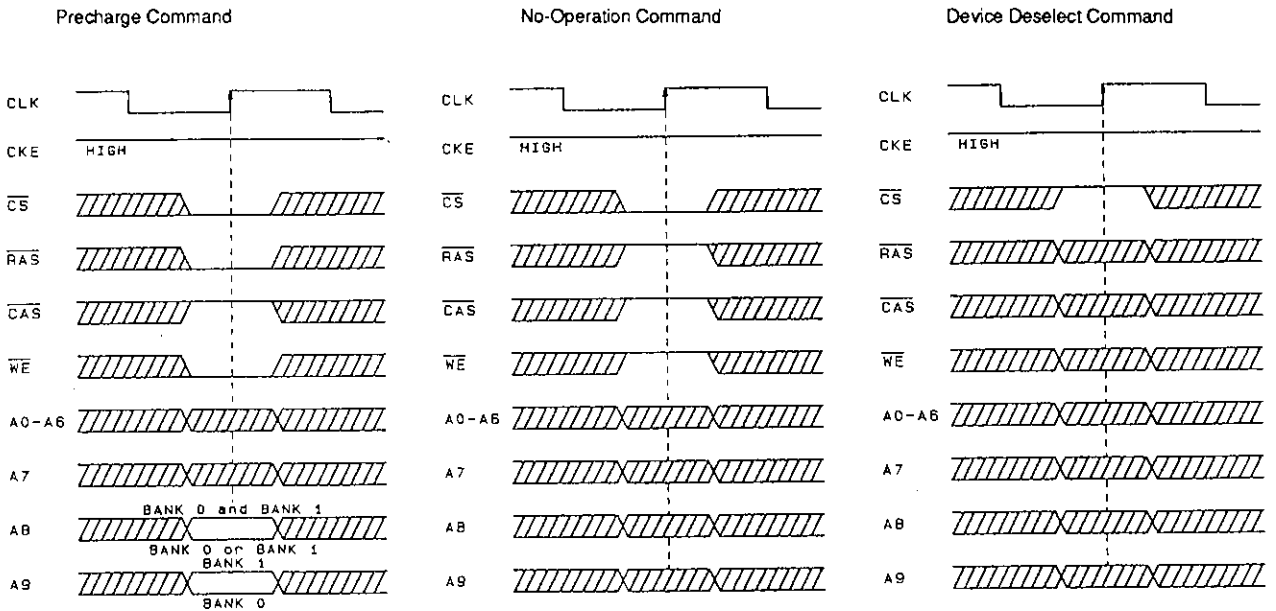 Precharge Command
CLK
CKE HIGH
CS
RAS
CAS
WE
A0-A6
A7
BANK 0 and BANK 1
A8
BANK 0 or BANK 1
BANK 1
A9
BANK 0
No-Operation Command
CLK
CKE HIGH
CS
RAS
CAS
WE
A0-A6
A7
A8
A9
Device Deselect Command
CLK
CKE HIGH
CS
RAS
CAS
WE
A0-A6
A7
A8
A9